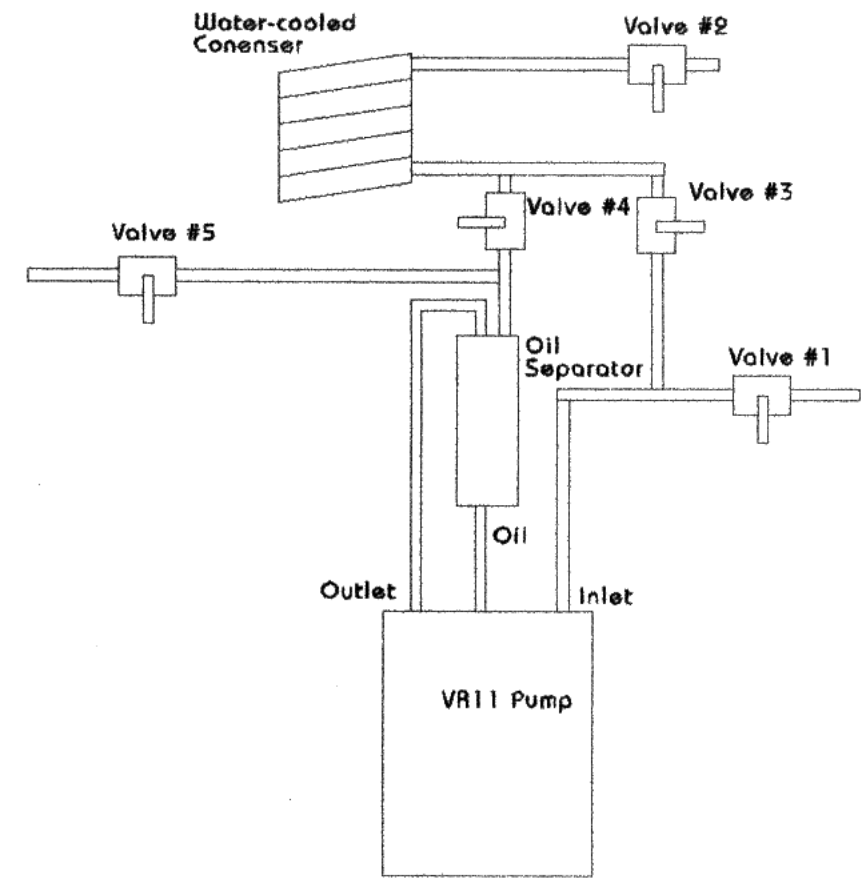 Water-cooled
Conenser
Valve #2
Valve #4
Valve #3
Valve #5
Oil
Separator
Valve #1
Oil
Outlet
Inlet
VR11 Pump